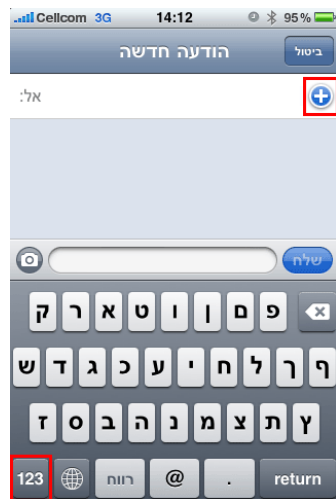 Cellcom 3G 14:12 95%
ביטול הודעה חדשה
אל:
שלח
פ ם ן ו ט א ר ק
ף ך ל ח י ע כ ג ד ש
ץ ת צ מ נ ה ב ס ז
123 רווח @ . return